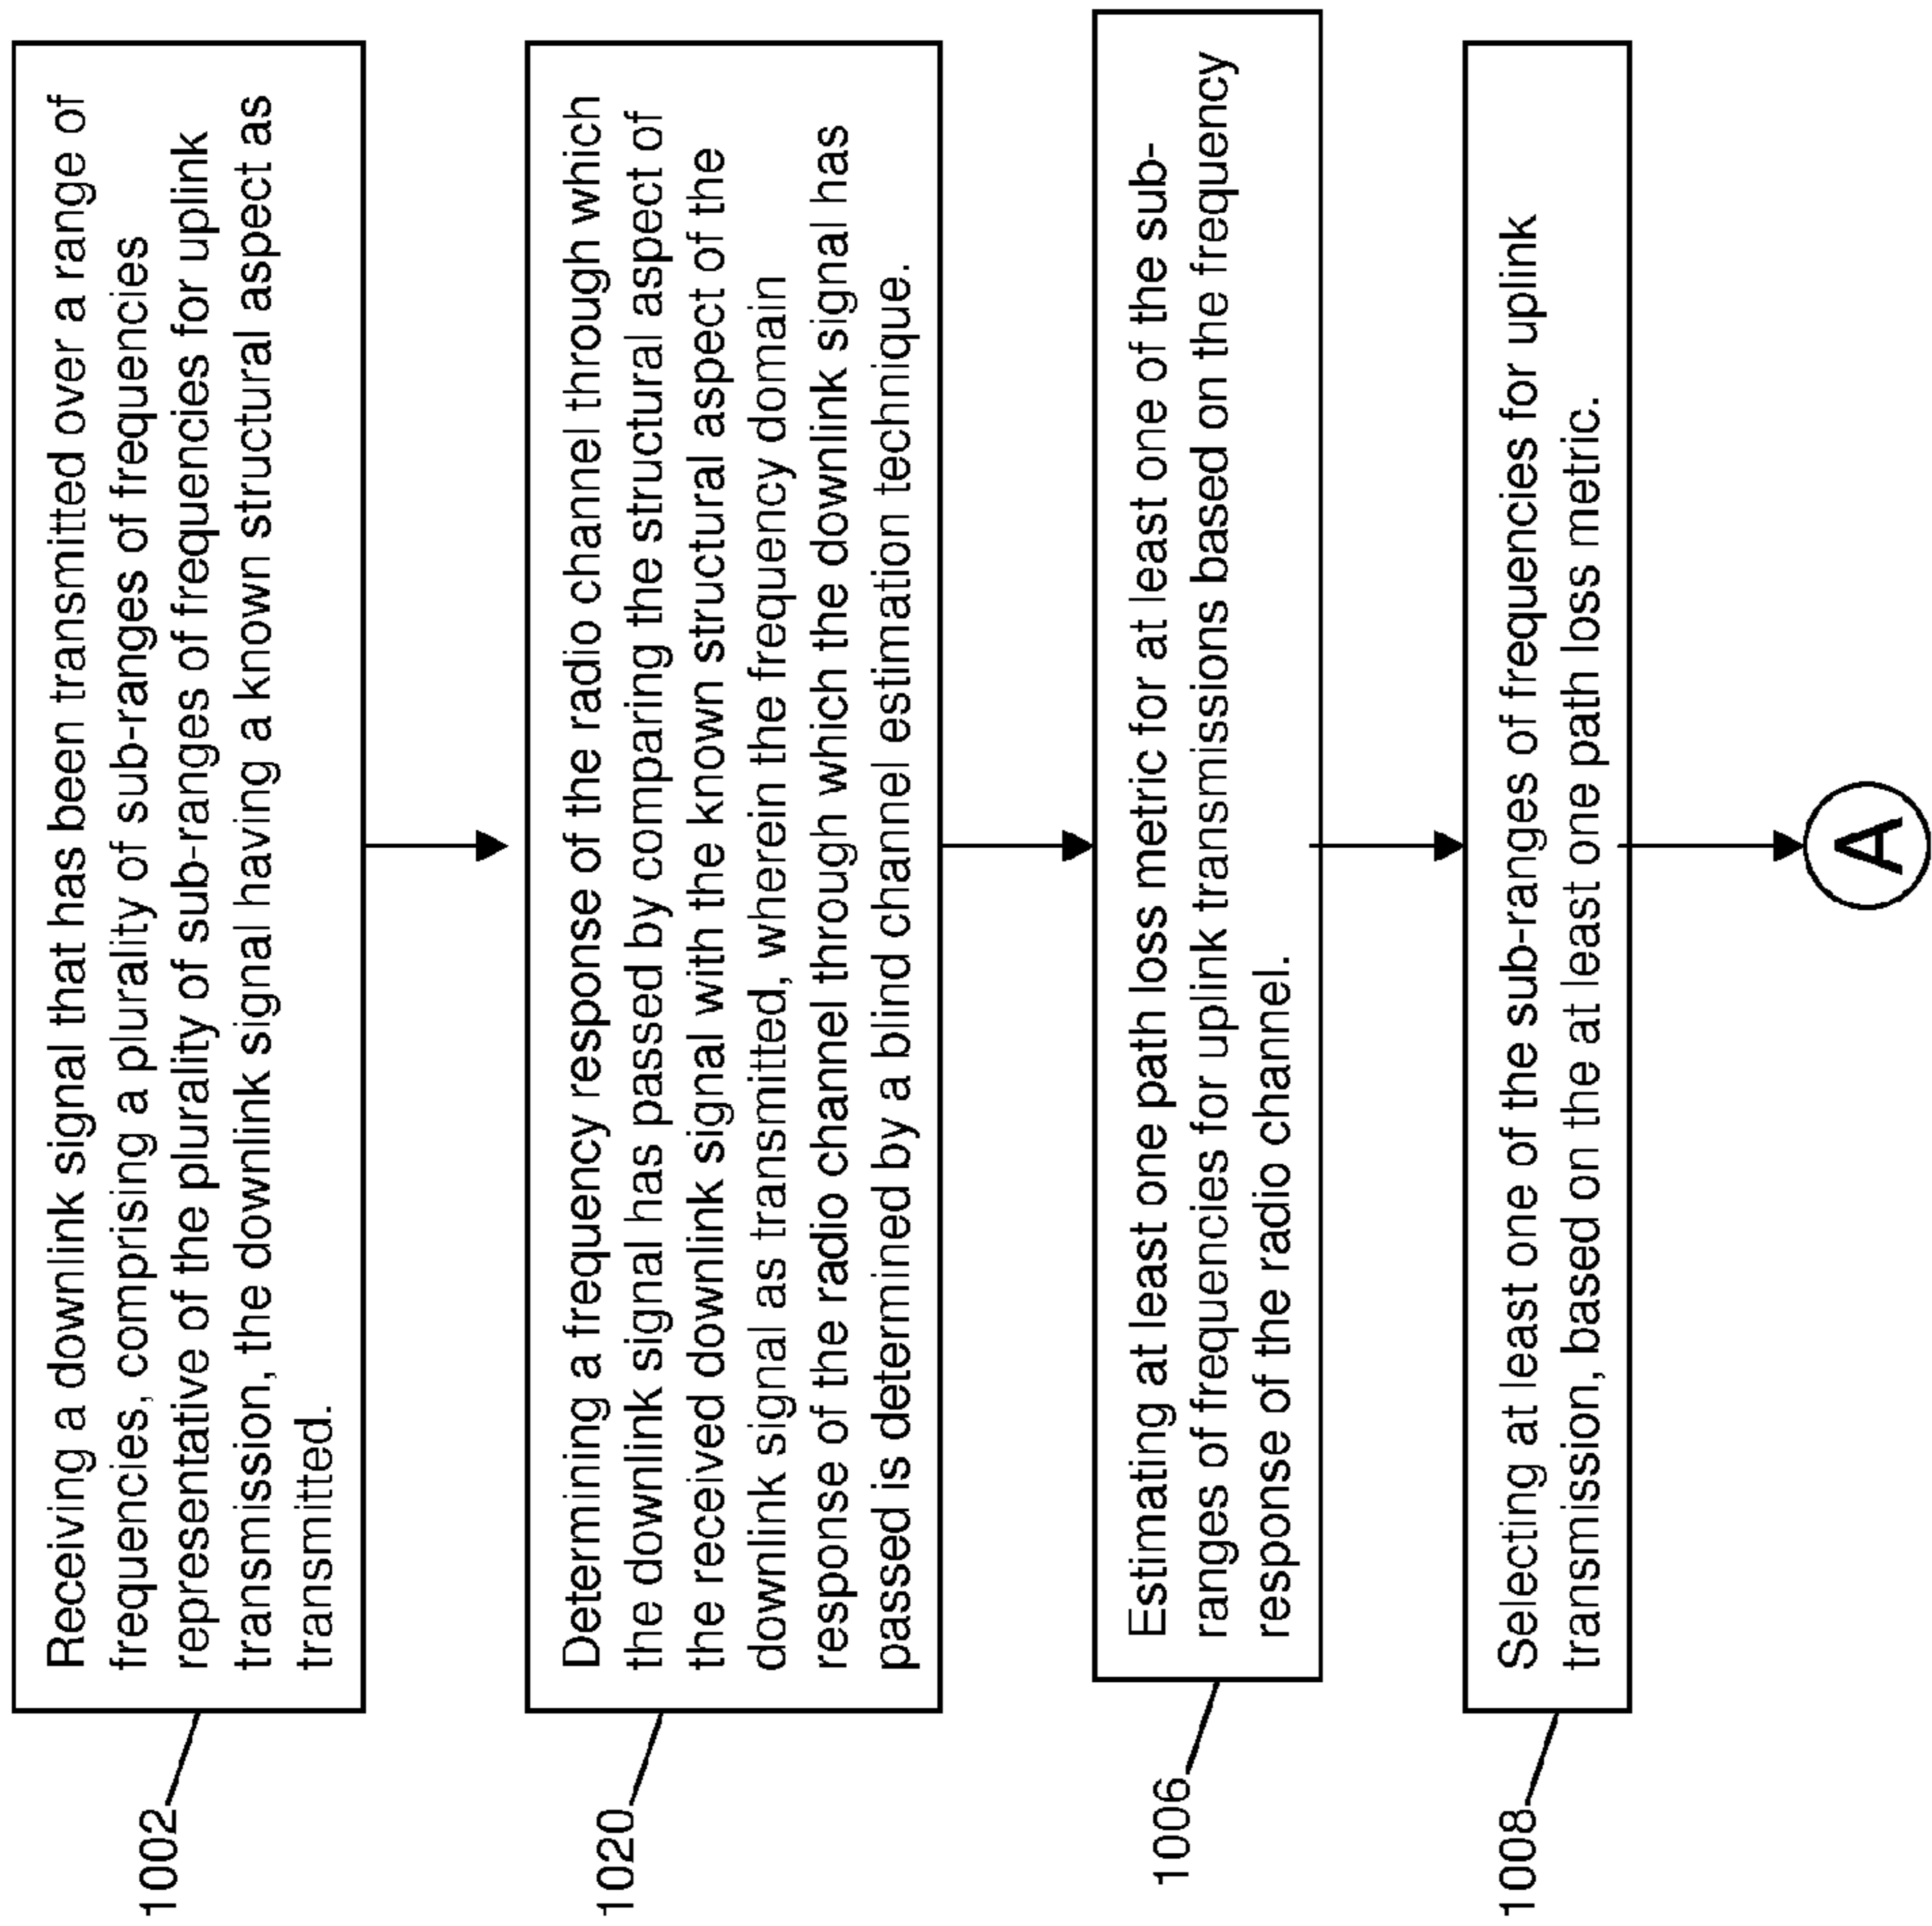 1002
Receiving a downlink signal that has been transmitted over a range of
frequencies, comprising a plurality of sub-ranges of frequencies
representative of the plurality of sub-ranges of frequencies for uplink
transmission, the downlink signal having a known structural aspect as
transmitted.
1020
Determining a frequency response of the radio channel through which
the downlink signal has passed by comparing the structural aspect of
the received downlink signal with the known structural aspect of the
downlink signal as transmitted, wherein the frequency domain
response of the radio channel through which the downlink signal has
passed is determined by a blind channel estimation technique.
1006
Estimating at least one path loss metric for at least one of the sub-
ranges of frequencies for uplink transmissions based on the frequency
response of the radio channel.
1008
Selecting at least one of the sub-ranges of frequencies for uplink
transmission, based on the at least one path loss metric.
A